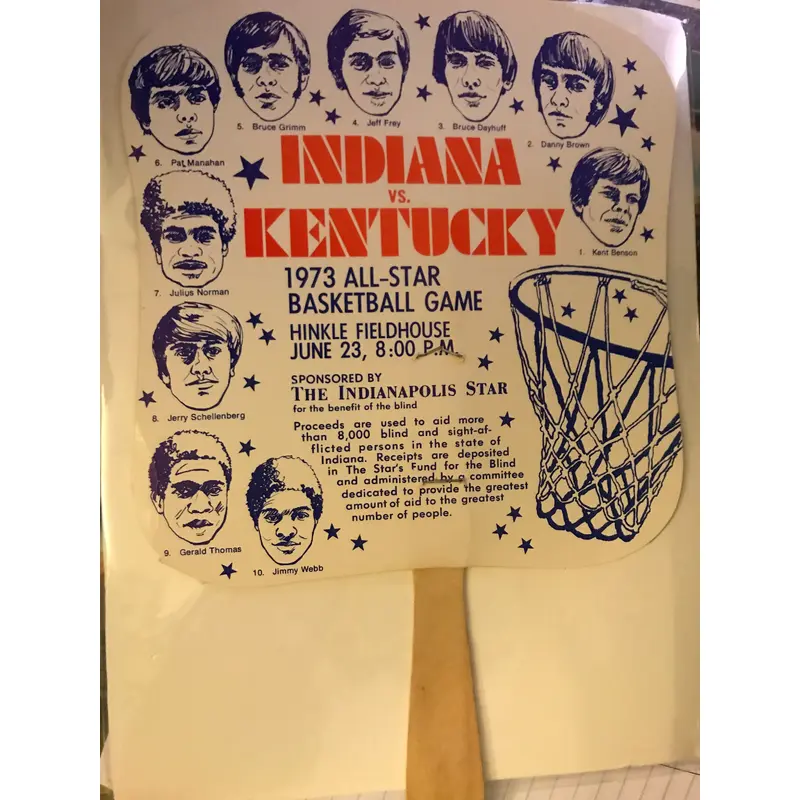 5. Bruce Grimm
4. Jeff Frey
3. Bruce Dayhuff
2. Danny Brown
6. Pat Manahan
1. Kent Benson
INDIANA
VS.
KENTUCKY
7. Julius Norman
1973 ALL-STAR
BASKETBALL GAME
HINKLE FIELDHOUSE
JUNE 23, 8:00 P.M.
SPONSORED BY
THE INDIANAPOLIS STAR
for the benefit of the blind
8. Jerry Schellenberg
Proceeds are used to aid more
than 8,000 blind and sight-af-
flicted persons in the state of
Indiana. Receipts are deposited
in The Star's Fund for the Blind
and administered by a committee
dedicated to provide the greatest
amount of aid to the greatest
number of people.
9. Gerald Thomas
10. Jimmy Webb